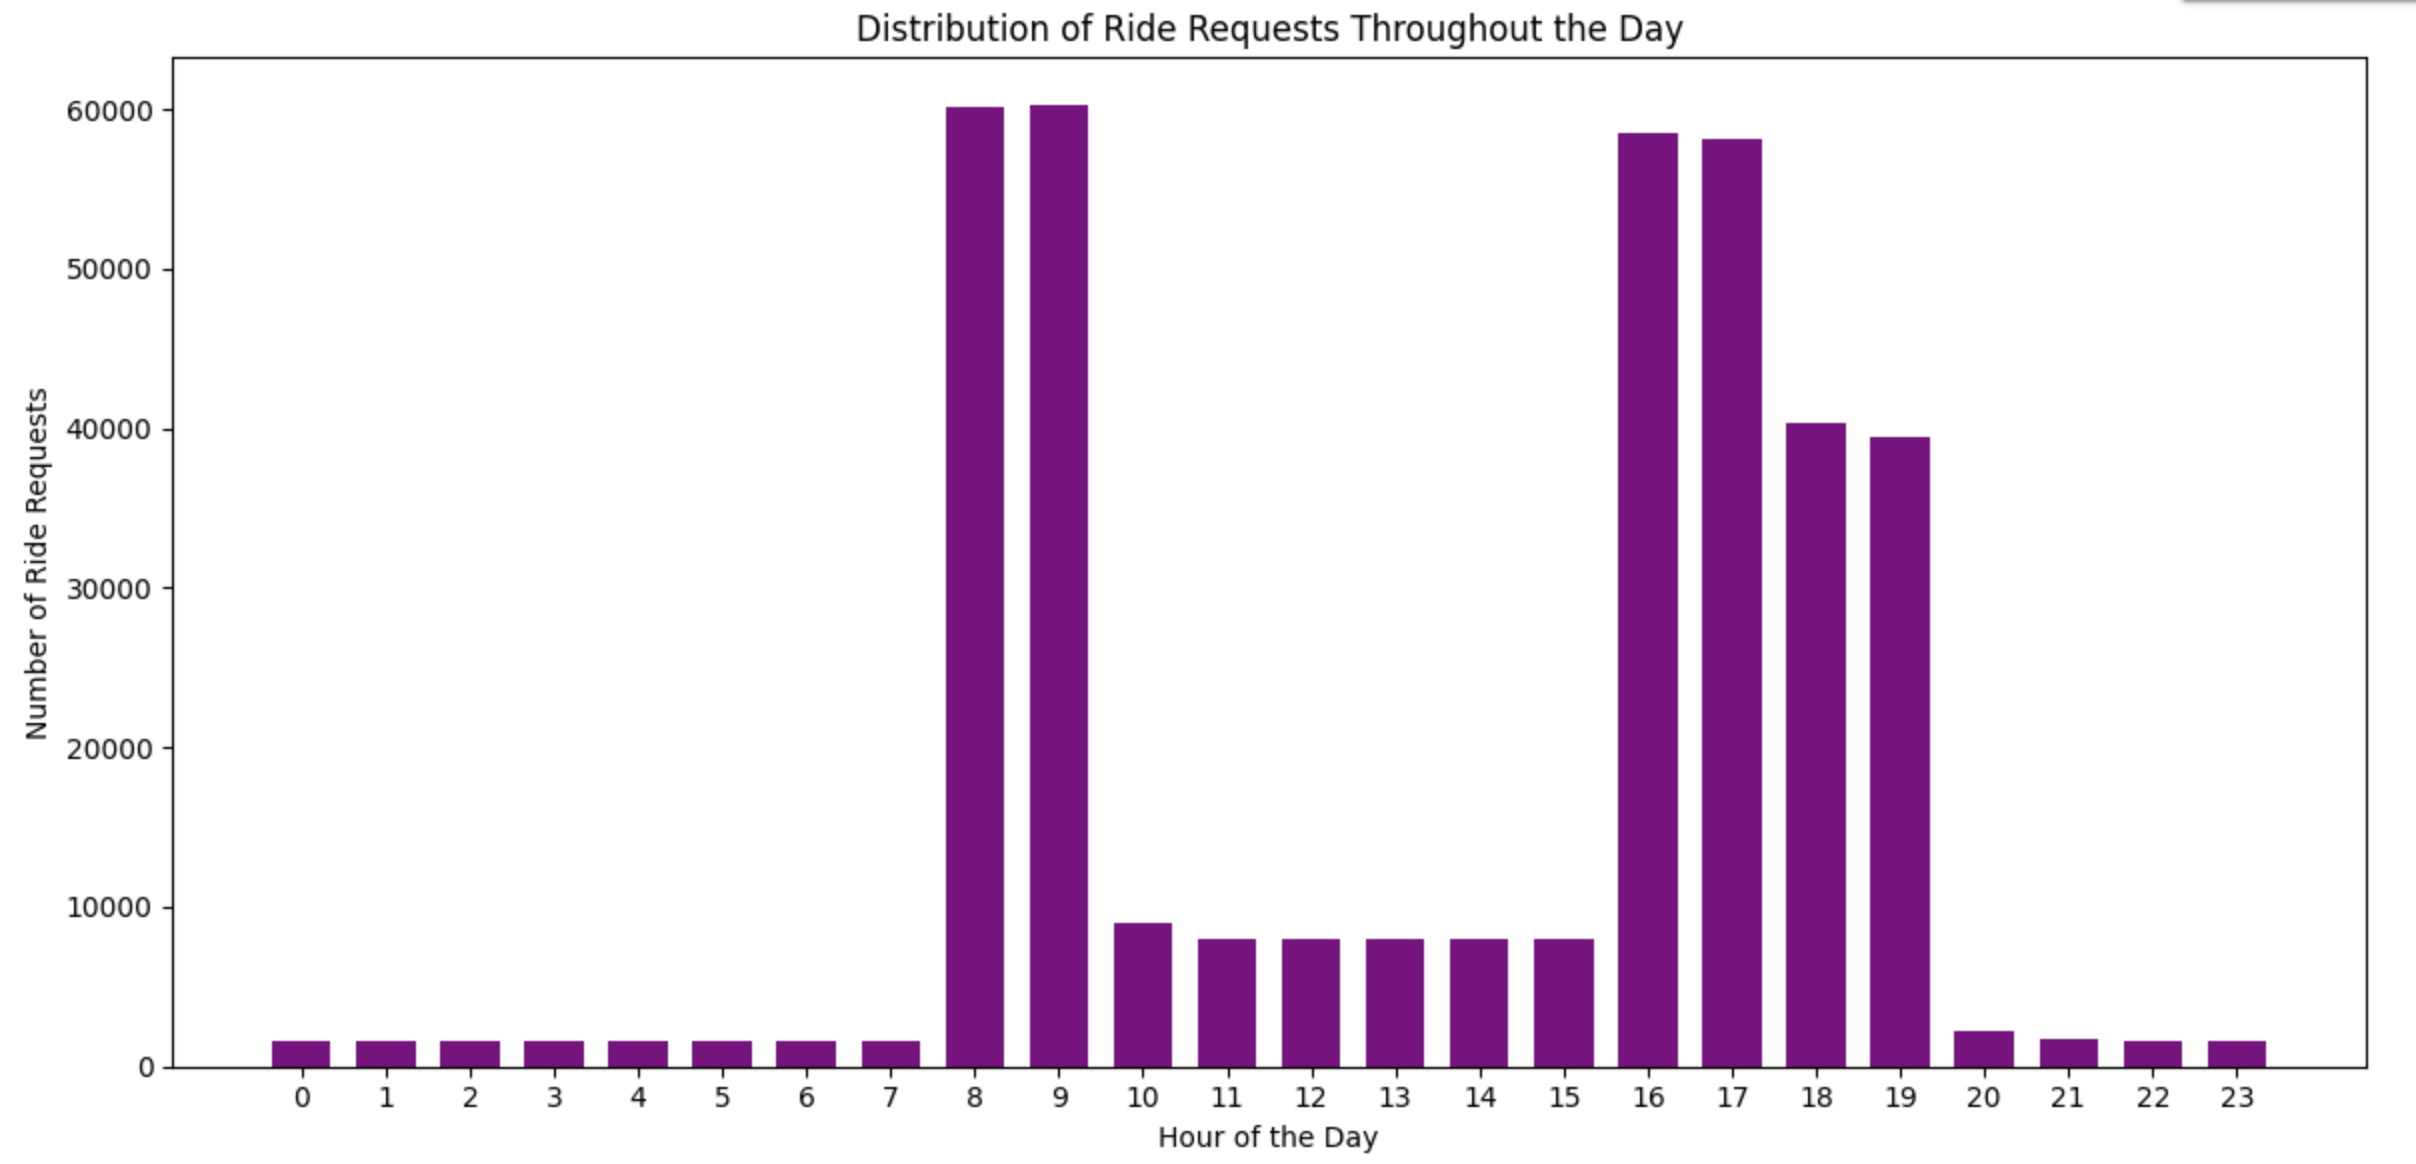 Distribution of Ride Requests Throughout the Day
60000
50000
40000
30000
20000
10000
0
Number of Ride Requests
0 1 2 3 4 5 6 7 8 9 10 11 12 13 14 15 16 17 18 19 20 21 22 23
Hour of the Day